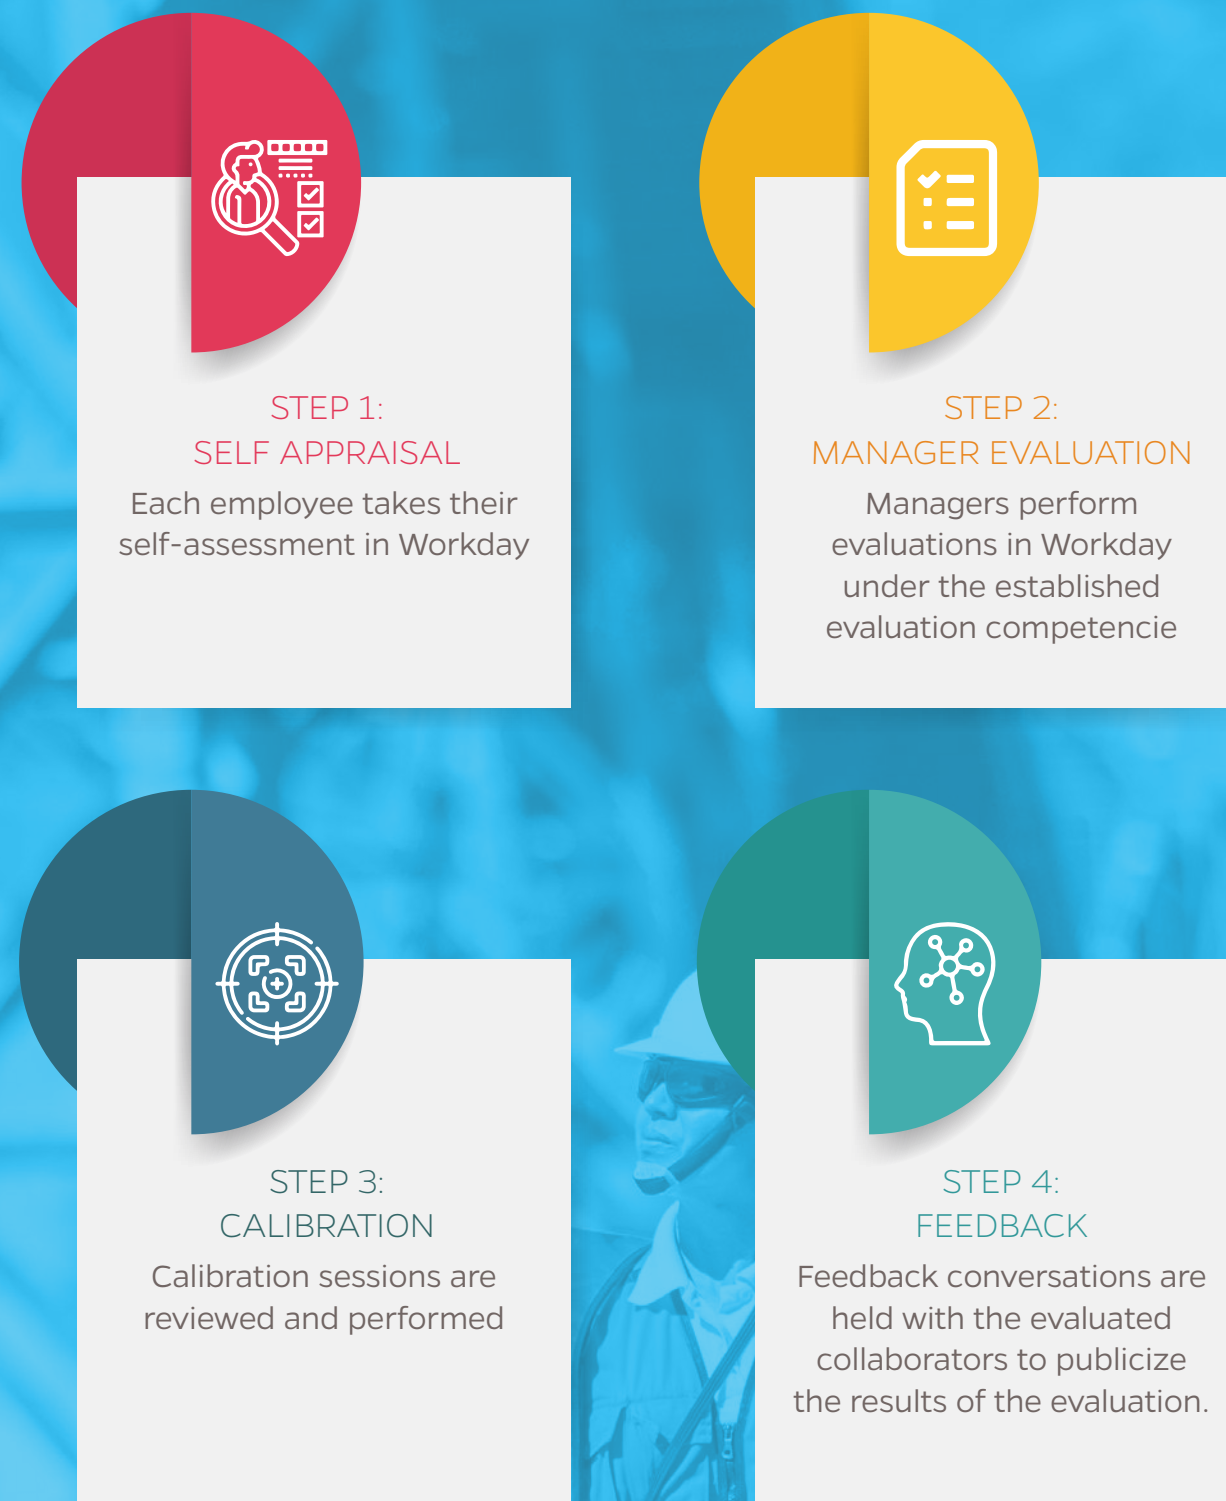 STEP 1:
SELF APPRAISAL
Each employee takes their
self-assessment in Workday
STEP 2:
MANAGER EVALUATION
Managers perform
evaluations in Workday
under the established
evaluation competencie
STEP 3:
CALIBRATION
Calibration sessions are
reviewed and performed
STEP 4:
FEEDBACK
Feedback conversations are
held with the evaluated
collaborators to publicize
the results of the evaluation.